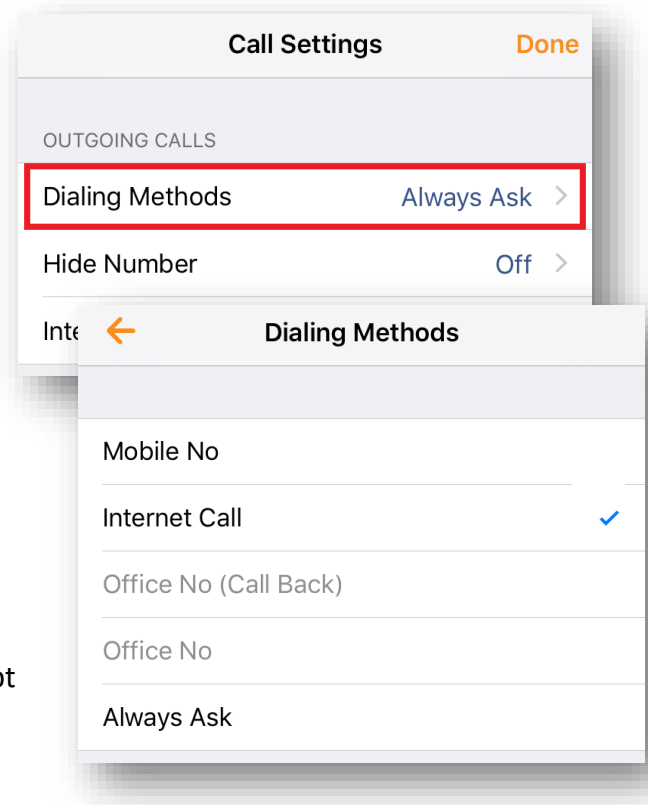 Call Settings Done
OUTGOING CALLS
Dialing Methods Always Ask
Hide Number Off
Dialing Methods
Mobile No
Internet Call
Office No (Call Back)
Office No
Always Ask